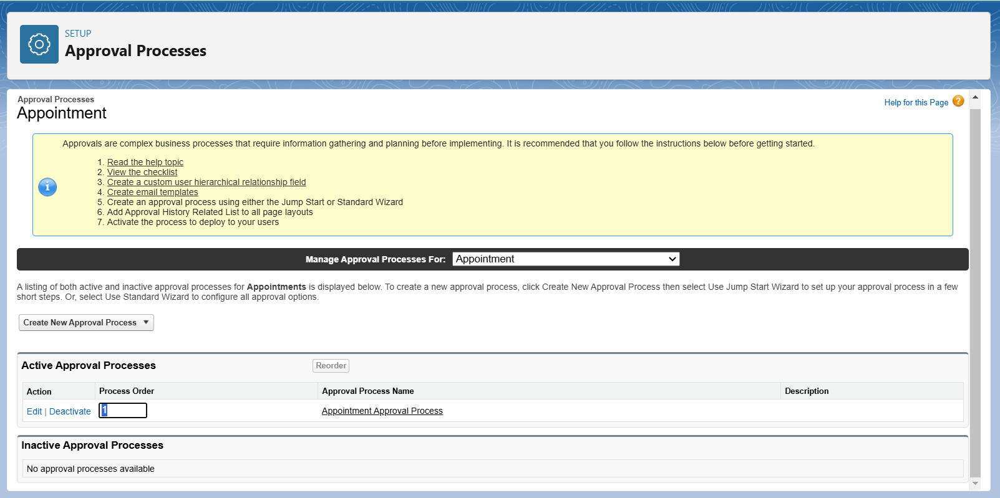 SETUP
Approval Processes
Approval Processes
Appointment
Help for this Page
?
Approvals are complex business processes that require information gathering and planning before implementing. It is recommended that you follow the instructions below before getting started.
1. Read the help topic
2. View the checklist
3. Create a custom user hierarchical relationship field
4. Create email templates
5. Create an approval process using either the Jump Start or Standard Wizard
6. Add Approval History Related List to all page layouts
7. Activate the process to deploy to your users
i
Manage Approval Processes For: Appointment
A listing of both active and inactive approval processes for Appointments is displayed below. To create a new approval process, click Create New Approval Process then select Use Jump Start Wizard to set up your approval process in a few
short steps. Or, select Use Standard Wizard to configure all approval options.
Create New Approval Process
Active Approval Processes Reorder
Action Process Order Approval Process Name Description
Edit | Deactivate 1 Appointment Approval Process
Inactive Approval Processes
No approval processes available